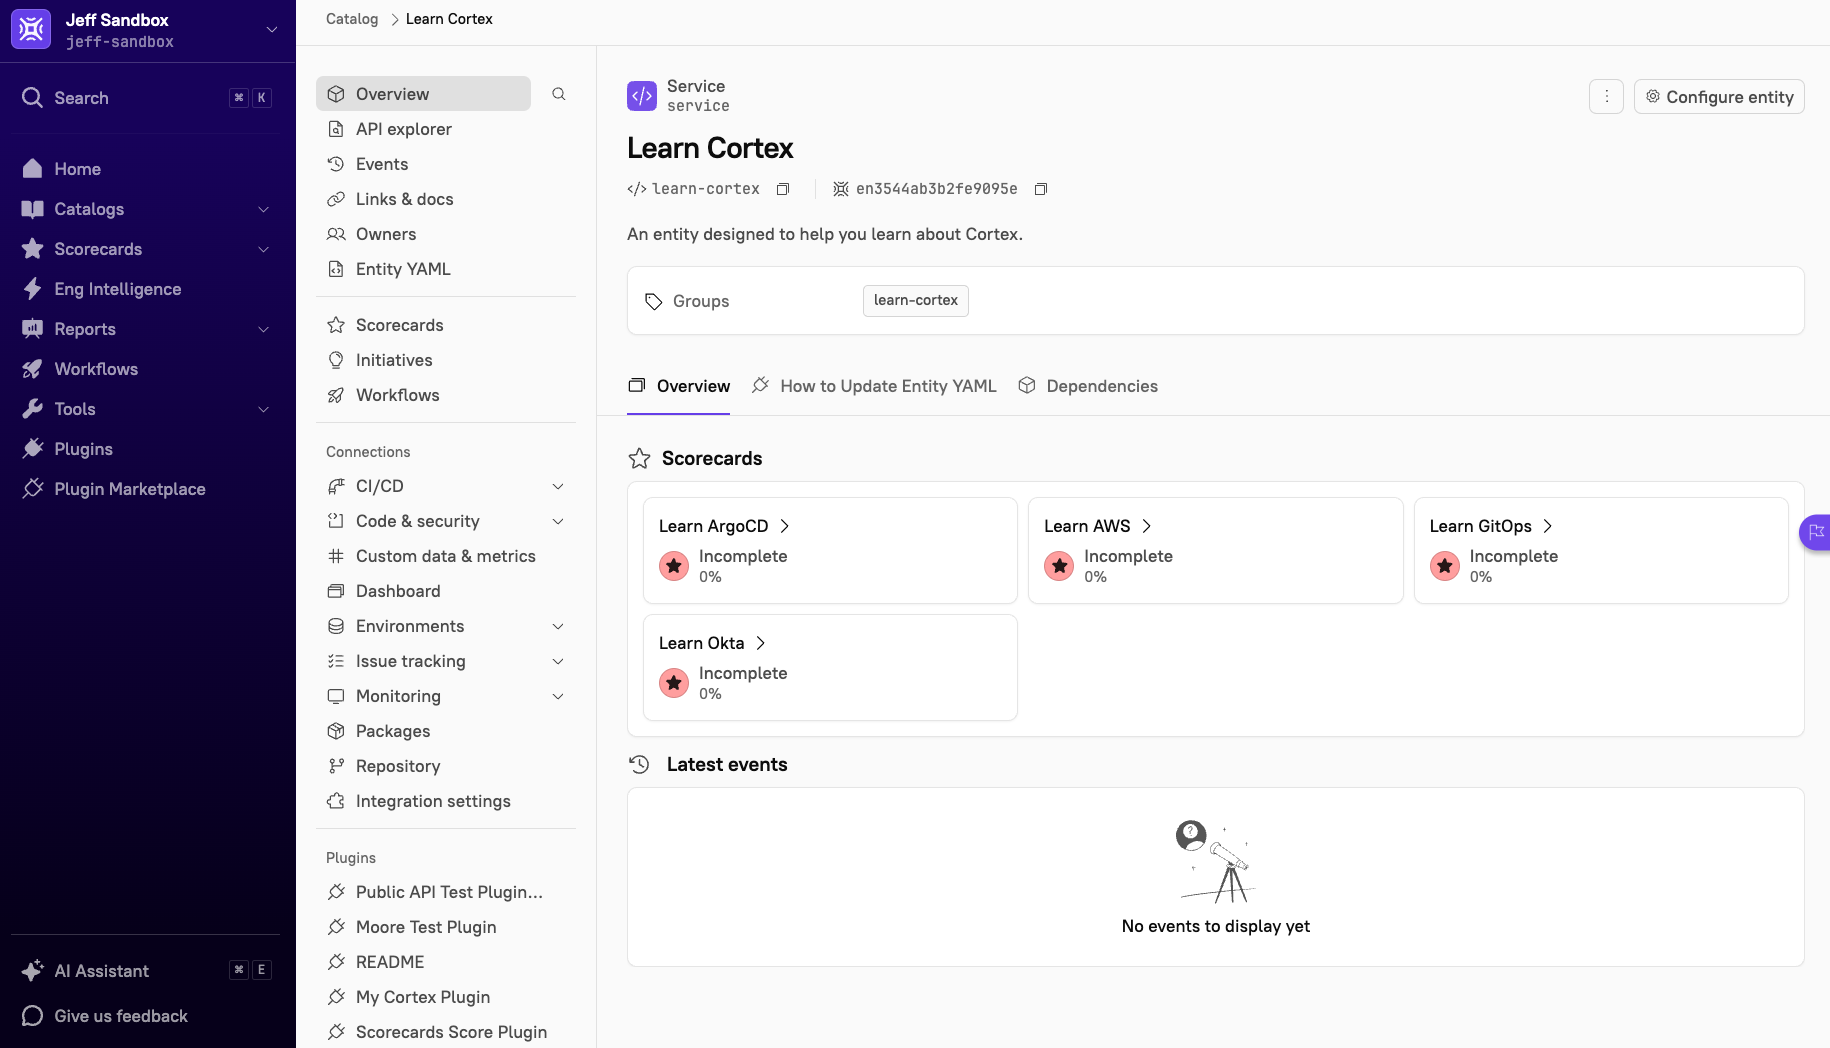 Jeff Sandbox
jeff-sandbox
Search
⌘ K
Home
Catalogs
Scorecards
Eng Intelligence
Reports
Workflows
Tools
Plugins
Plugin Marketplace
AI Assistant
⌘ E
Give us feedback
Catalog > Learn Cortex
Overview
API explorer
Events
Links & docs
Owners
Entity YAML
Scorecards
Initiatives
Workflows
Connections
CI/CD
Code & security
Custom data & metrics
Dashboard
Environments
Issue tracking
Monitoring
Packages
Repository
Integration settings
Plugins
Public API Test Plugin...
Moore Test Plugin
README
My Cortex Plugin
Scorecards Score Plugin
Service
service
Configure entity
Learn Cortex
learn-cortex
en3544ab3b2fe9095e
An entity designed to help you learn about Cortex.
Groups
learn-cortex
Overview
How to Update Entity YAML
Dependencies
Scorecards
Learn ArgoCD
Incomplete
0%
Learn AWS
Incomplete
0%
Learn GitOps
Incomplete
0%
Learn Okta
Incomplete
0%
Latest events
?
No events to display yet